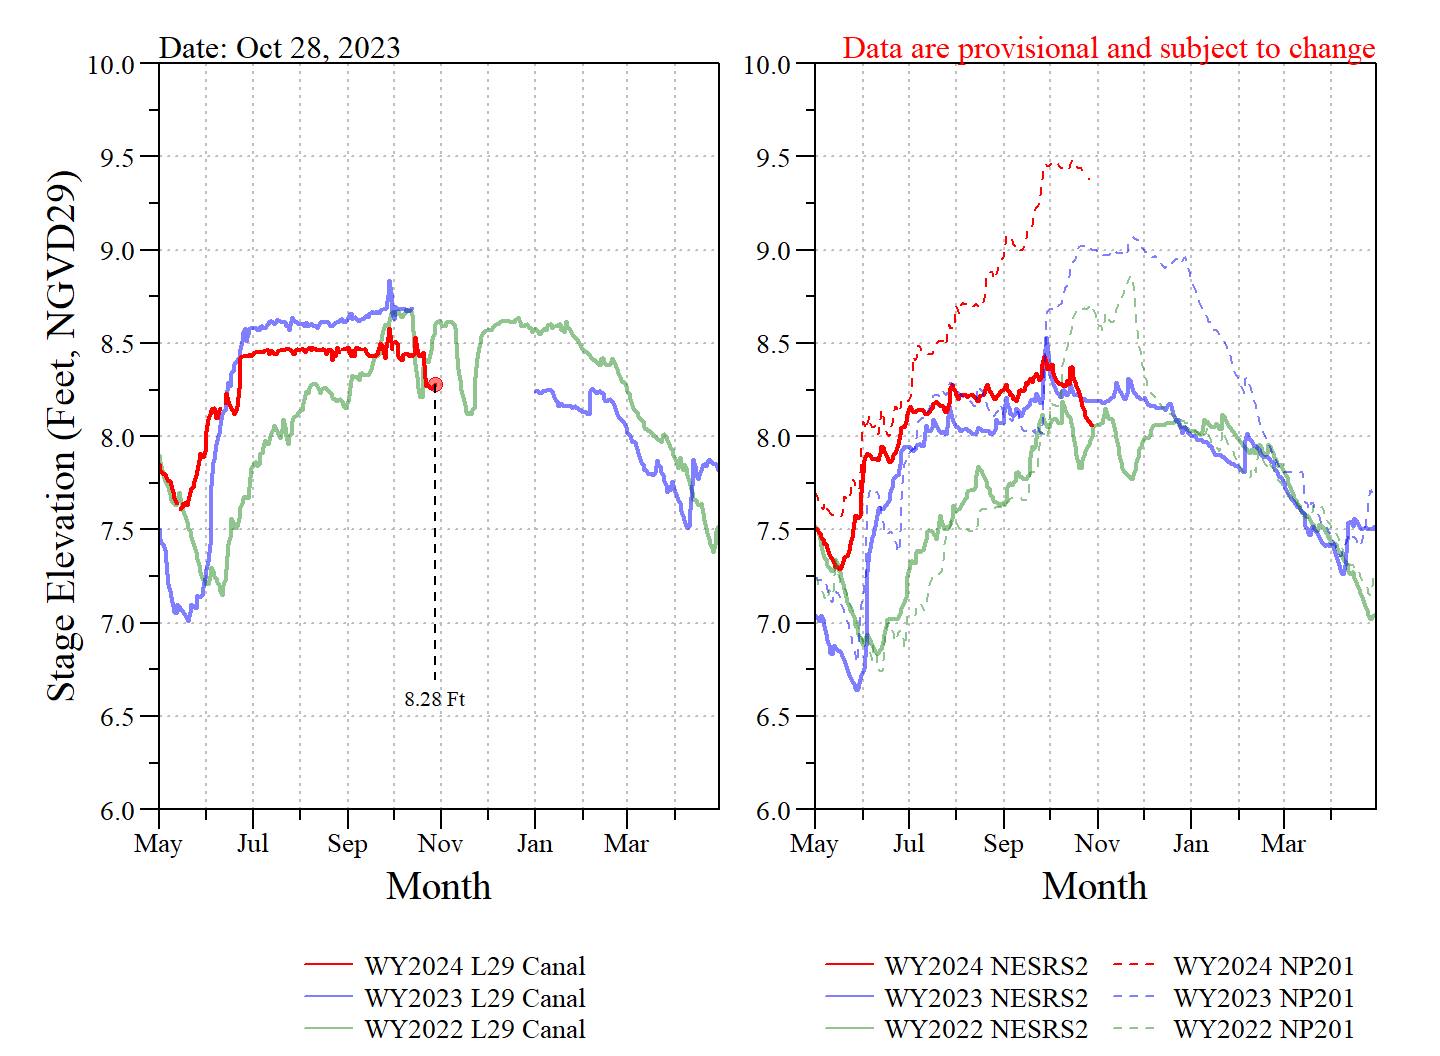 Date: Oct 28, 2023
Data are provisional and subject to change
Stage Elevation (Feet, NGVD29)
10.0
9.5
9.0
8.5
8.0
7.5
7.0
6.5
6.0
8.28 Ft
May Jul Sep Nov Jan Mar
Month
10.0
9.5
9.0
8.5
8.0
7.5
7.0
6.5
6.0
May Jul Sep Nov Jan Mar
Month
WY2024 L29 Canal
WY2023 L29 Canal
WY2022 L29 Canal
WY2024 NESRS2 WY2024 NP201
WY2023 NESRS2 WY2023 NP201
WY2022 NESRS2 WY2022 NP201